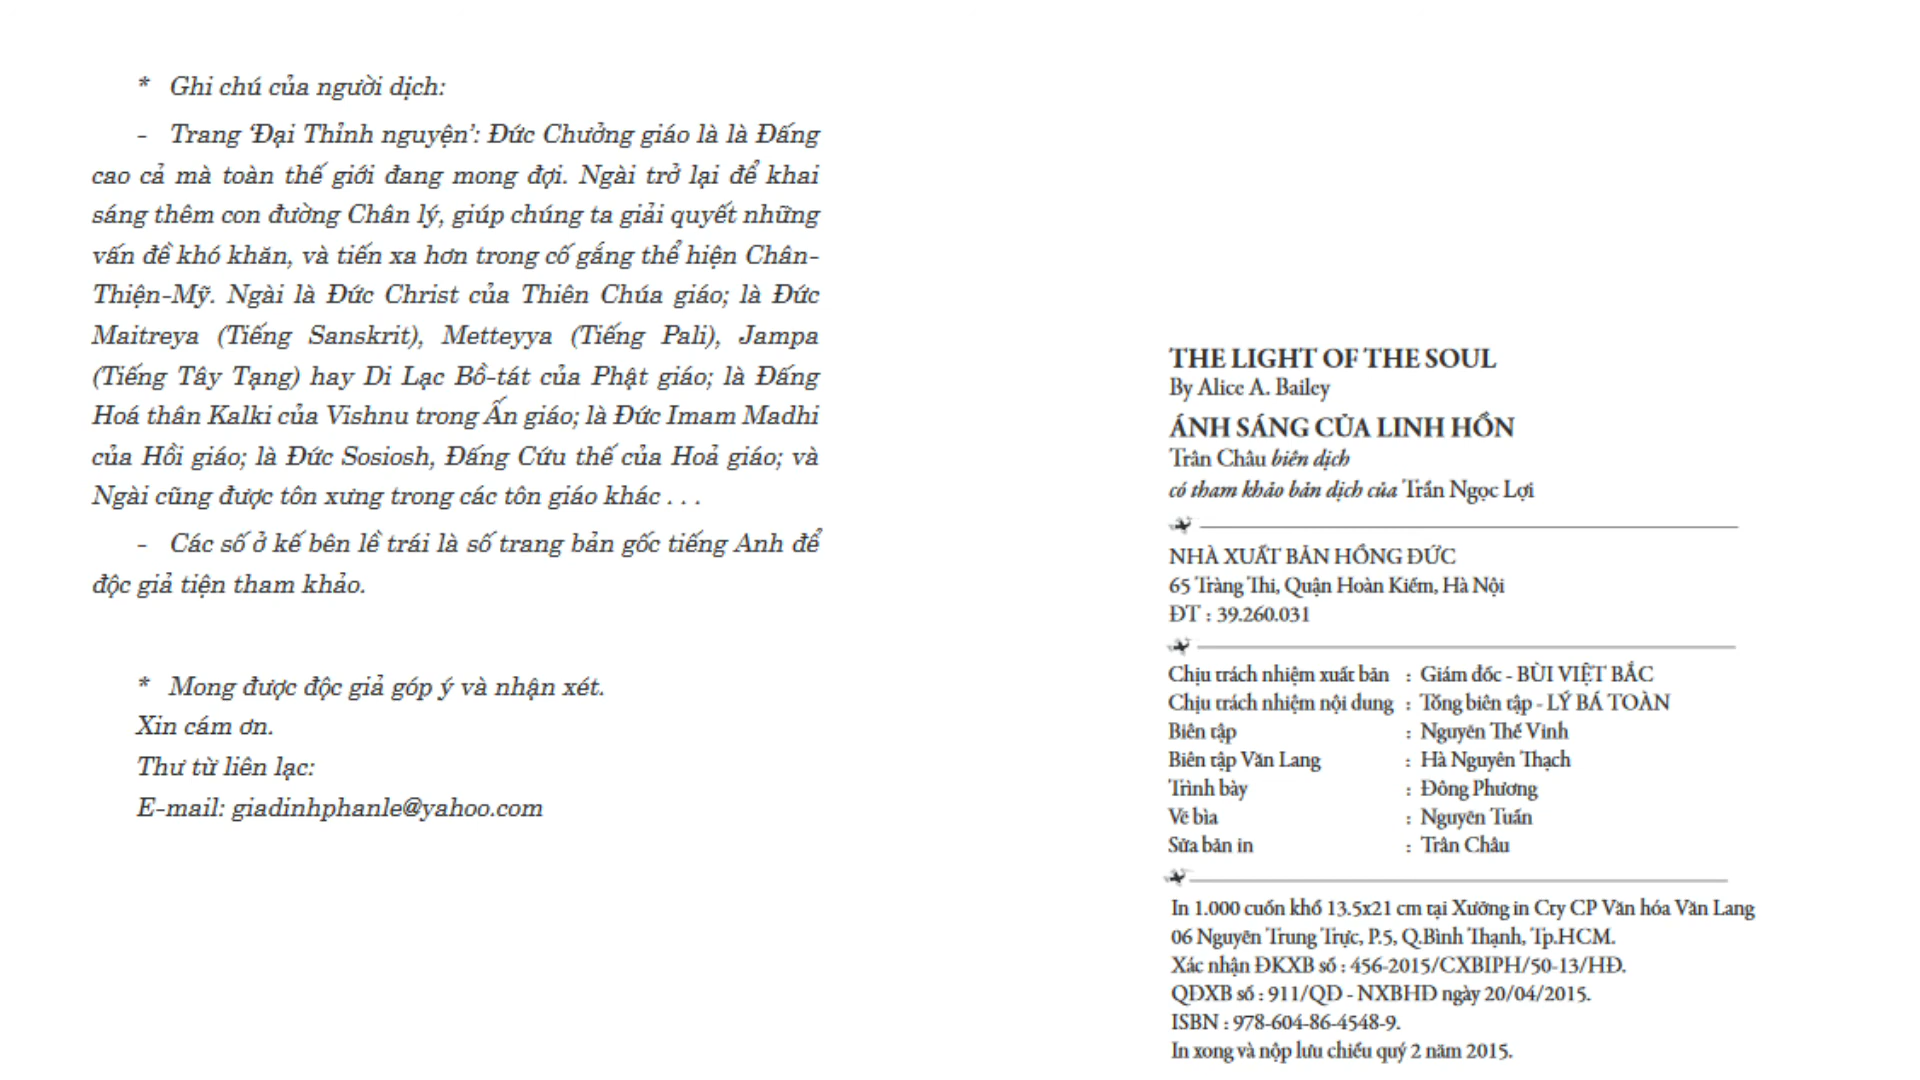 * Ghi chú của người dịch:
- Trang ‘Đại Thỉnh nguyện’: Đức Chưởng giáo là là Đấng
cao cả mà toàn thế giới đang mong đợi. Ngài trở lại để khai
sáng thêm con đường Chân lý, giúp chúng ta giải quyết những
vấn đề khó khăn, và tiến xa hơn trong cố gắng thể hiện Chân-
Thiện-Mỹ. Ngài là Đức Christ của Thiên Chúa giáo; là Đức
Maitreya (Tiếng Sanskrit), Metteyya (Tiếng Pali), Jampa
(Tiếng Tây Tạng) hay Di Lạc Bồ-tát của Phật giáo; là Đấng
Hoá thân Kalki của Vishnu trong Ấn giáo; là Đức Imam Madhi
của Hồi giáo; là Đức Sosiosh, Đấng Cứu thế của Hoả giáo; và
Ngài cũng được tôn xưng trong các tôn giáo khác . . .
- Các số ở kế bên lề trái là số trang bản gốc tiếng Anh để
độc giả tiện tham khảo.
* Mong được độc giả góp ý và nhận xét.
Xin cám ơn.
Thư từ liên lạc:
E-mail: giadinhphanle@yahoo.com
THE LIGHT OF THE SOUL
By Alice A. Bailey
ÁNH SÁNG CỦA LINH HỒN
Trân Châu biên dịch
có tham khảo bản dịch của Trần Ngọc Lợi
NHÀ XUẤT BẢN HỒNG ĐỨC
65 Tràng Thi, Quận Hoàn Kiếm, Hà Nội
ĐT : 39.260.031
Chịu trách nhiệm xuất bản : Giám đốc - BÙI VIỆT BẮC
Chịu trách nhiệm nội dung : Tổng biên tập - LÝ BÁ TOÀN
Biên tập : Nguyễn Thế Vinh
Biên tập Văn Lang : Hà Nguyên Thạch
Trình bày : Đông Phương
Vẽ bìa : Nguyên Tuấn
Sửa bản in : Trân Châu
In 1.000 cuốn khổ 13.5x21 cm tại Xưởng in Cty CP Văn hóa Văn Lang
06 Nguyễn Trung Trực, P.5, Q.Bình Thạnh, Tp.HCM.
Xác nhận ĐKXB số : 456-2015/CXBIPH/50-13/HĐ.
QĐXB số : 911/QĐ - NXBHĐ ngày 20/04/2015.
ISBN : 978-604-86-4548-9.
In xong và nộp lưu chiểu quý 2 năm 2015.